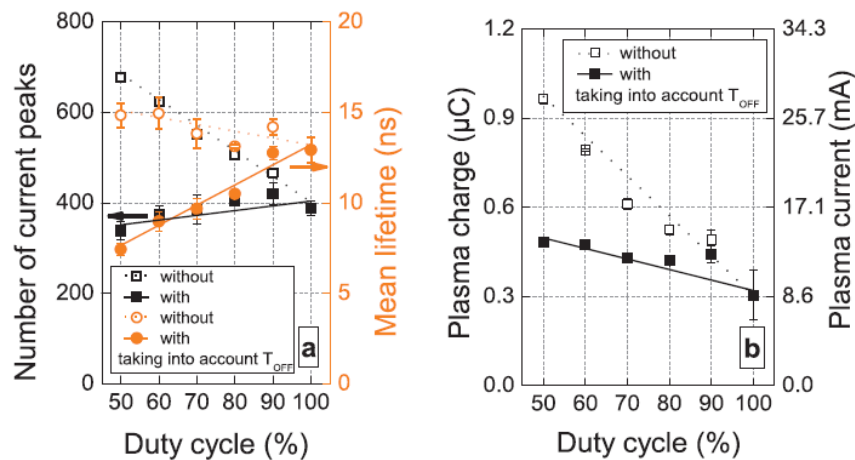 800
600
400
200
0
Number of current peaks
20
15
10
5
0
Mean lifetime (ns)
without
with
without
with
taking into account T_OFF
a
50 60 70 80 90 100
Duty cycle (%)
1.2
0.9
0.6
0.3
0.0
Plasma charge (µC)
34.3
25.7
17.1
8.6
0.0
Plasma current (mA)
without
with
taking into account T_OFF
b
50 60 70 80 90 100
Duty cycle (%)